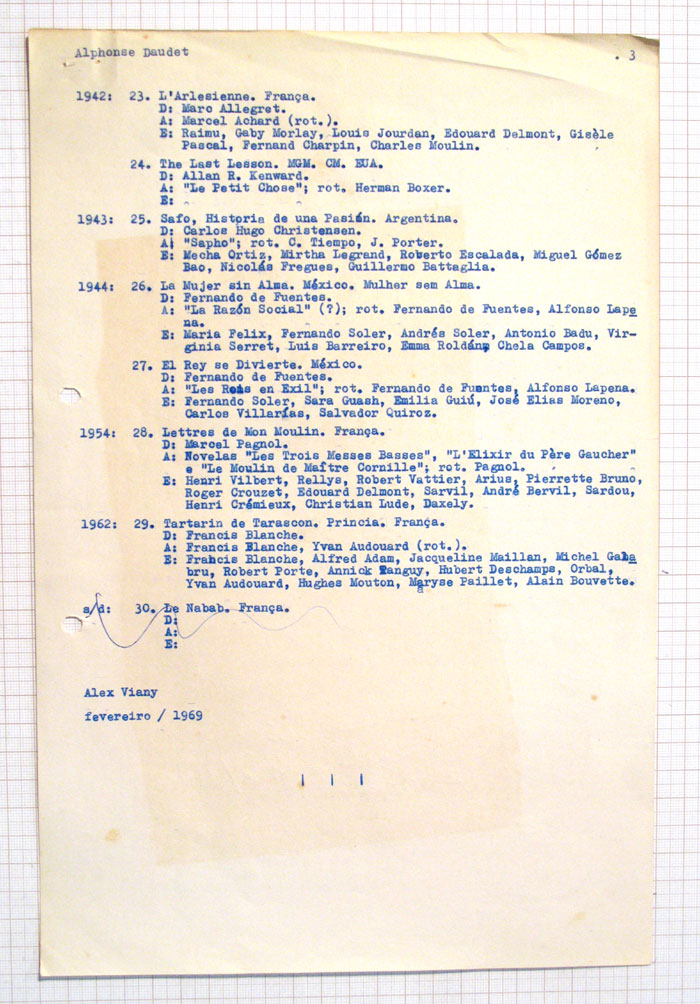 Alphonse Daudet
. 3
1942: 23. L'Arlesienne. França.
D: Marc Allegret.
A: Marcel Achard (rot.).
E: Raimu, Gaby Morlay, Louis Jourdan, Edouard Delmont, Gisèle
Pascal, Fernand Charpin, Charles Moulin.
24. The Last Lesson. MGM. CM. EUA.
D: Allan R. Kenward.
A: "Le Petit Chose"; rot. Herman Boxer.
E:
1943: 25. Safo, Historia de una Pasión. Argentina.
D: Carlos Hugo Christensen.
A: "Sapho"; rot. C. Tiempo, J. Porter.
E: Mecha Ortiz, Mirtha Legrand, Roberto Escalada, Miguel Gómez
Bao, Nicolás Fregues, Guillermo Battaglia.
1944: 26. La Mujer sin Alma. México. Mulher sem Alma.
D: Fernando de Fuentes.
A: "La Razón Social" (?); rot. Fernando de Fuentes, Alfonso Lape
na.
E: Maria Felix, Fernando Soler, Andrés Soler, Antonio Badu, Vir-
ginia Serret, Luis Barreiro, Emma Roldán, Chela Campos.
27. El Rey se Divierte. México.
D: Fernando de Fuentes.
A: "Les Rois en Exil"; rot. Fernando de Fuentes, Alfonso Lapena.
E: Fernando Soler, Sara Guash, Emilia Guiú, José Elias Moreno,
Carlos Villarías, Salvador Quiroz.
1954: 28. Lettres de Mon Moulin. França.
D: Marcel Pagnol.
A: Novelas "Les Trois Messes Basses", "L'Elixir du Père Gaucher"
e "Le Moulin de Maître Cornille"; rot. Pagnol.
E: Henri Vilbert, Rellys, Robert Vattier, Arius, Pierrette Bruno,
Roger Crouzet, Edouard Delmont, Sarvil, André Bervil, Sardou,
Henri Crémieux, Christian Lude, Daxely.
1962: 29. Tartarin de Tarascon. Princia. França.
D: Francis Blanche.
A: Francis Blanche, Yvan Audouard (rot.).
E: Francis Blanche, Alfred Adam, Jacqueline Maillan, Michel Gala
bru, Robert Porte, Annick Tanguy, Hubert Deschamps, Orbal,
Yvan Audouard, Hughes Mouton, Maryse Paillet, Alain Bouvette.
s/d: 30. Le Nabab. França.
D:
A:
E:
Alex Viany
fevereiro / 1969